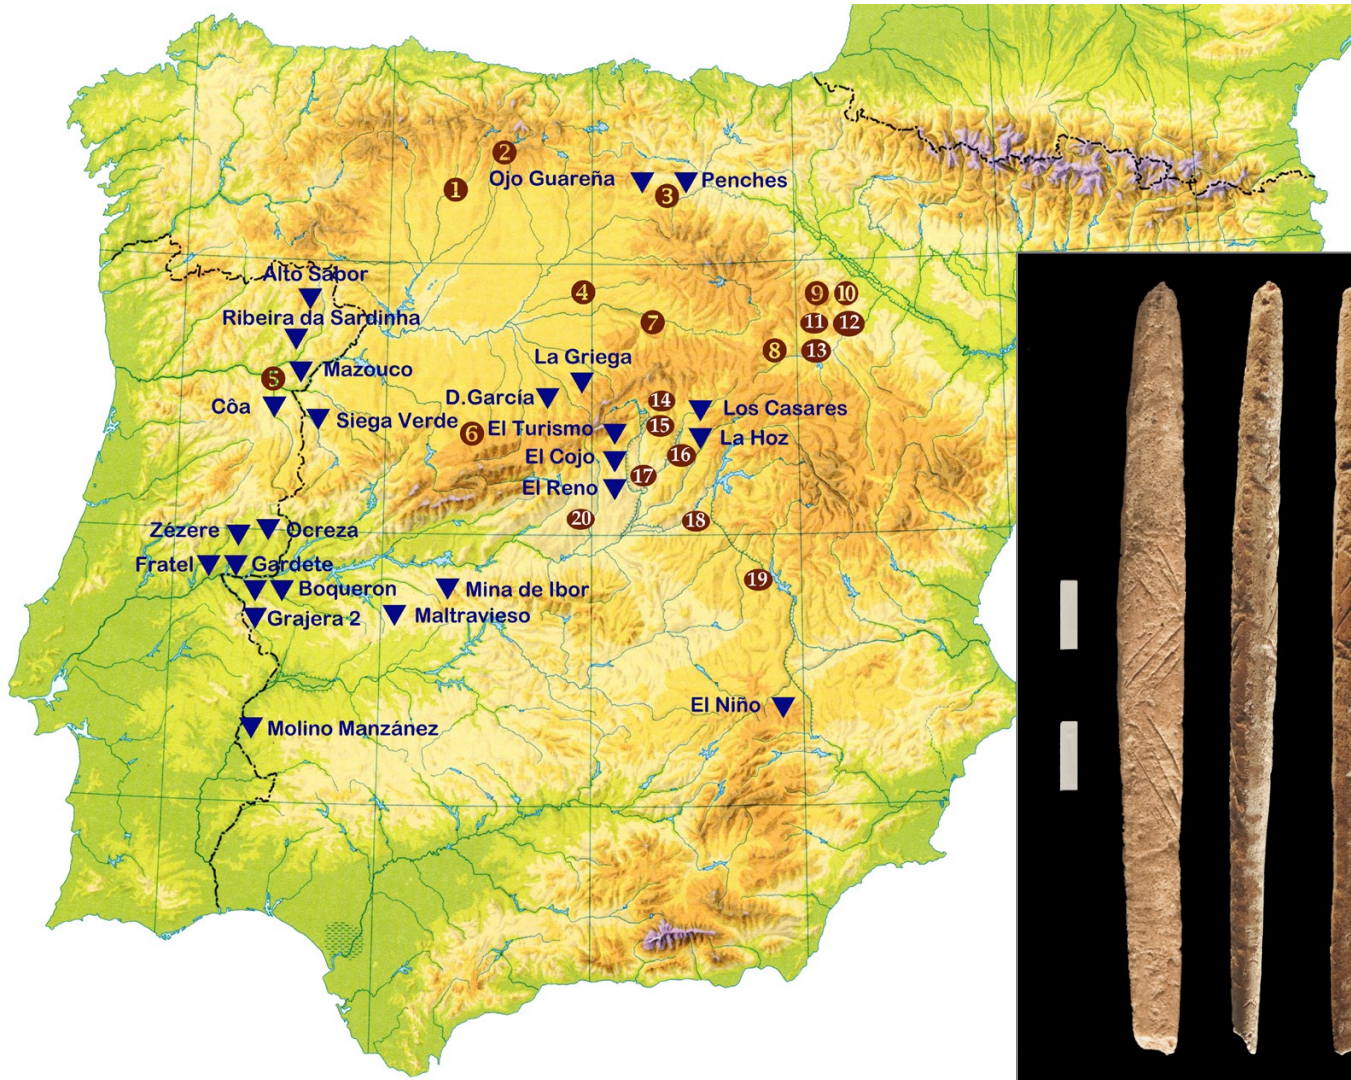 2
Ojo Guareña
Penches
1
3
Alto Sabor
4
9
10
Ribeira da Sardinha
7
11
12
La Griega
8
13
Mazouco
5
D.García
14
Côa
Los Casares
Siega Verde
6
El Turismo
15
La Hoz
El Cojo
16
17
El Reno
20
18
Zézere
Ocreza
Fratel
Gardete
19
Boqueron
Mina de Ibor
Grajera 2
Maltravieso
El Niño
Molino Manzánez